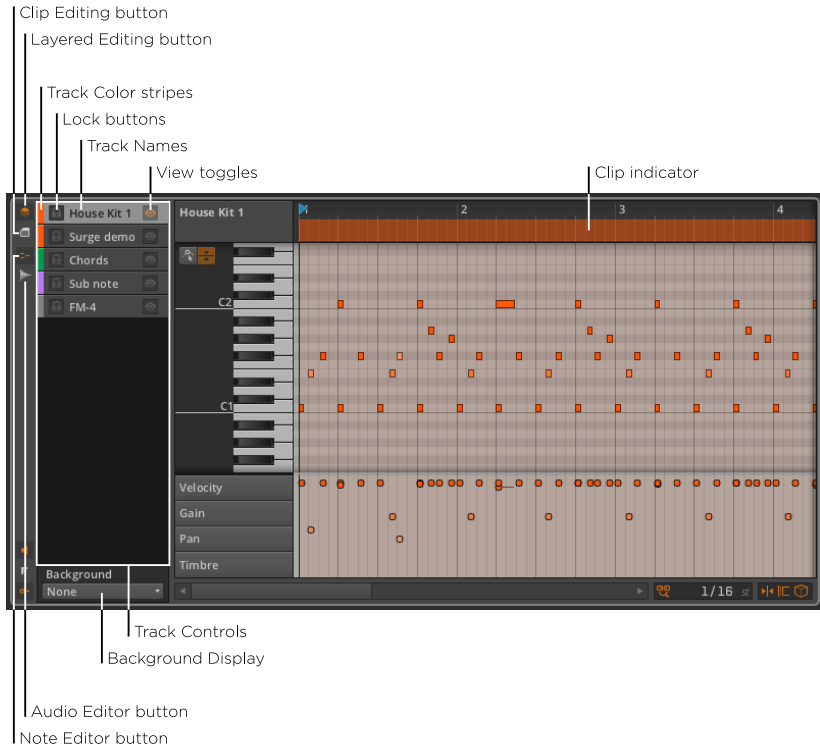 Clip Editing button
Layered Editing button
Track Color stripes
Lock buttons
Track Names
View toggles
Clip indicator
House Kit 1
Surge demo
Chords
Sub note
FM-4
House Kit 1
1
2
3
4
C2
C1
Velocity
Gain
Pan
Timbre
Background
None
1/16 st
Track Controls
Background Display
Audio Editor button
Note Editor button